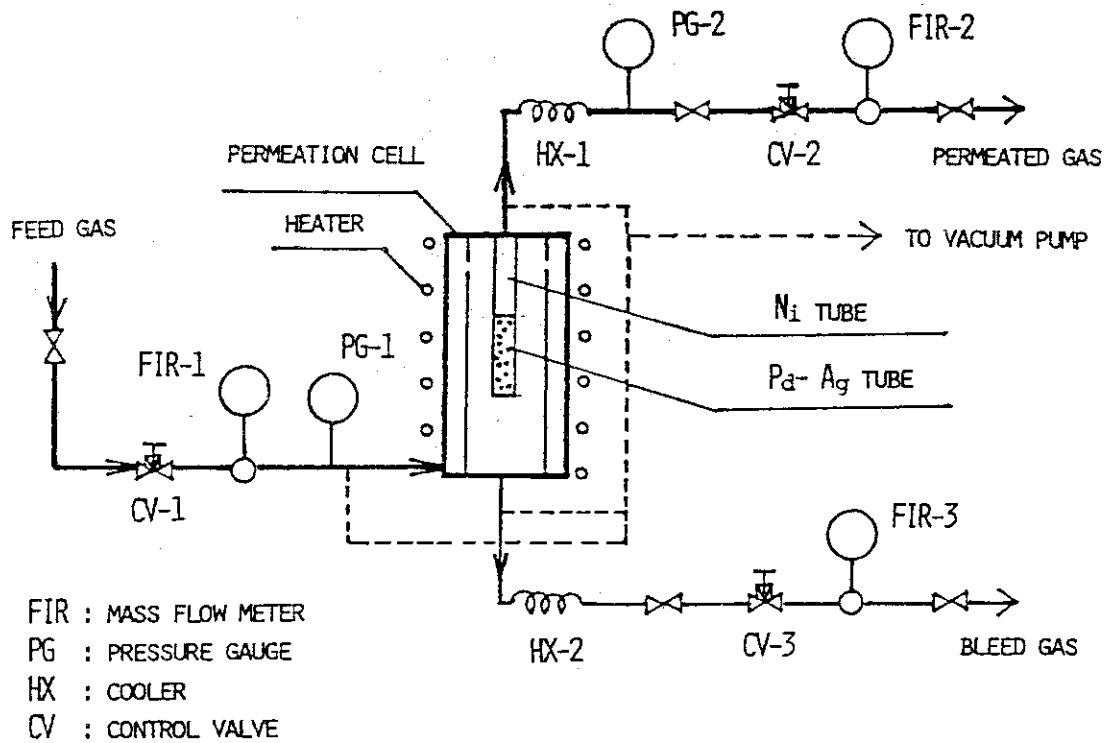 PG-2
FIR-2
HX-1
CV-2
PERMEATED GAS
PERMEATION CELL
HEATER
FEED GAS
TO VACUUM PUMP
Ni TUBE
Pd-Ag TUBE
PG-1
FIR-1
CV-1
FIR-3
HX-2
CV-3
BLEED GAS
FIR : MASS FLOW METER
PG : PRESSURE GAUGE
HX : COOLER
CV : CONTROL VALVE